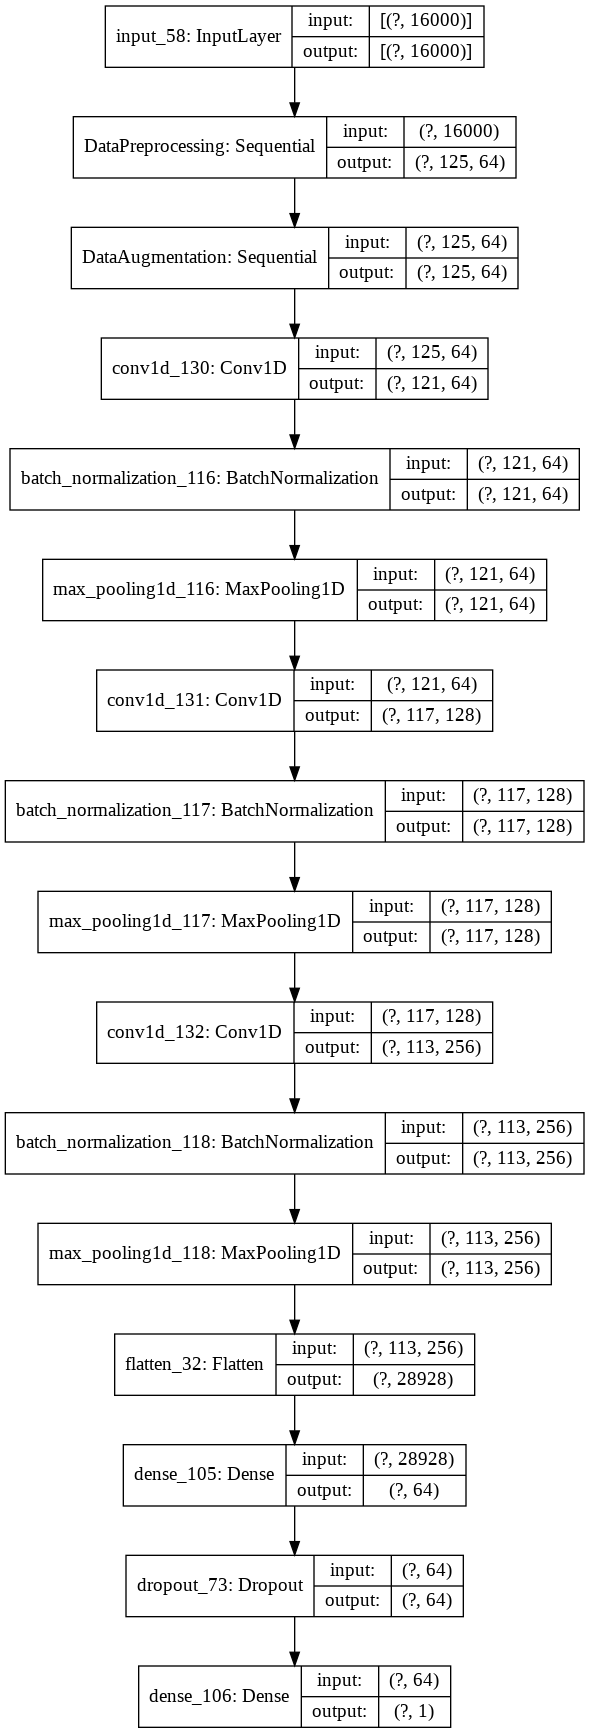 input_58: InputLayer input: [(?, 16000)]
output: [(?, 16000)]
DataPreprocessing: Sequential input: (?, 16000)
output: (?, 125, 64)
DataAugmentation: Sequential input: (?, 125, 64)
output: (?, 125, 64)
conv1d_130: Conv1D input: (?, 125, 64)
output: (?, 121, 64)
batch_normalization_116: BatchNormalization input: (?, 121, 64)
output: (?, 121, 64)
max_pooling1d_116: MaxPooling1D input: (?, 121, 64)
output: (?, 121, 64)
conv1d_131: Conv1D input: (?, 121, 64)
output: (?, 117, 128)
batch_normalization_117: BatchNormalization input: (?, 117, 128)
output: (?, 117, 128)
max_pooling1d_117: MaxPooling1D input: (?, 117, 128)
output: (?, 117, 128)
conv1d_132: Conv1D input: (?, 117, 128)
output: (?, 113, 256)
batch_normalization_118: BatchNormalization input: (?, 113, 256)
output: (?, 113, 256)
max_pooling1d_118: MaxPooling1D input: (?, 113, 256)
output: (?, 113, 256)
flatten_32: Flatten input: (?, 113, 256)
output: (?, 28928)
dense_105: Dense input: (?, 28928)
output: (?, 64)
dropout_73: Dropout input: (?, 64)
output: (?, 64)
dense_106: Dense input: (?, 64)
output: (?, 1)